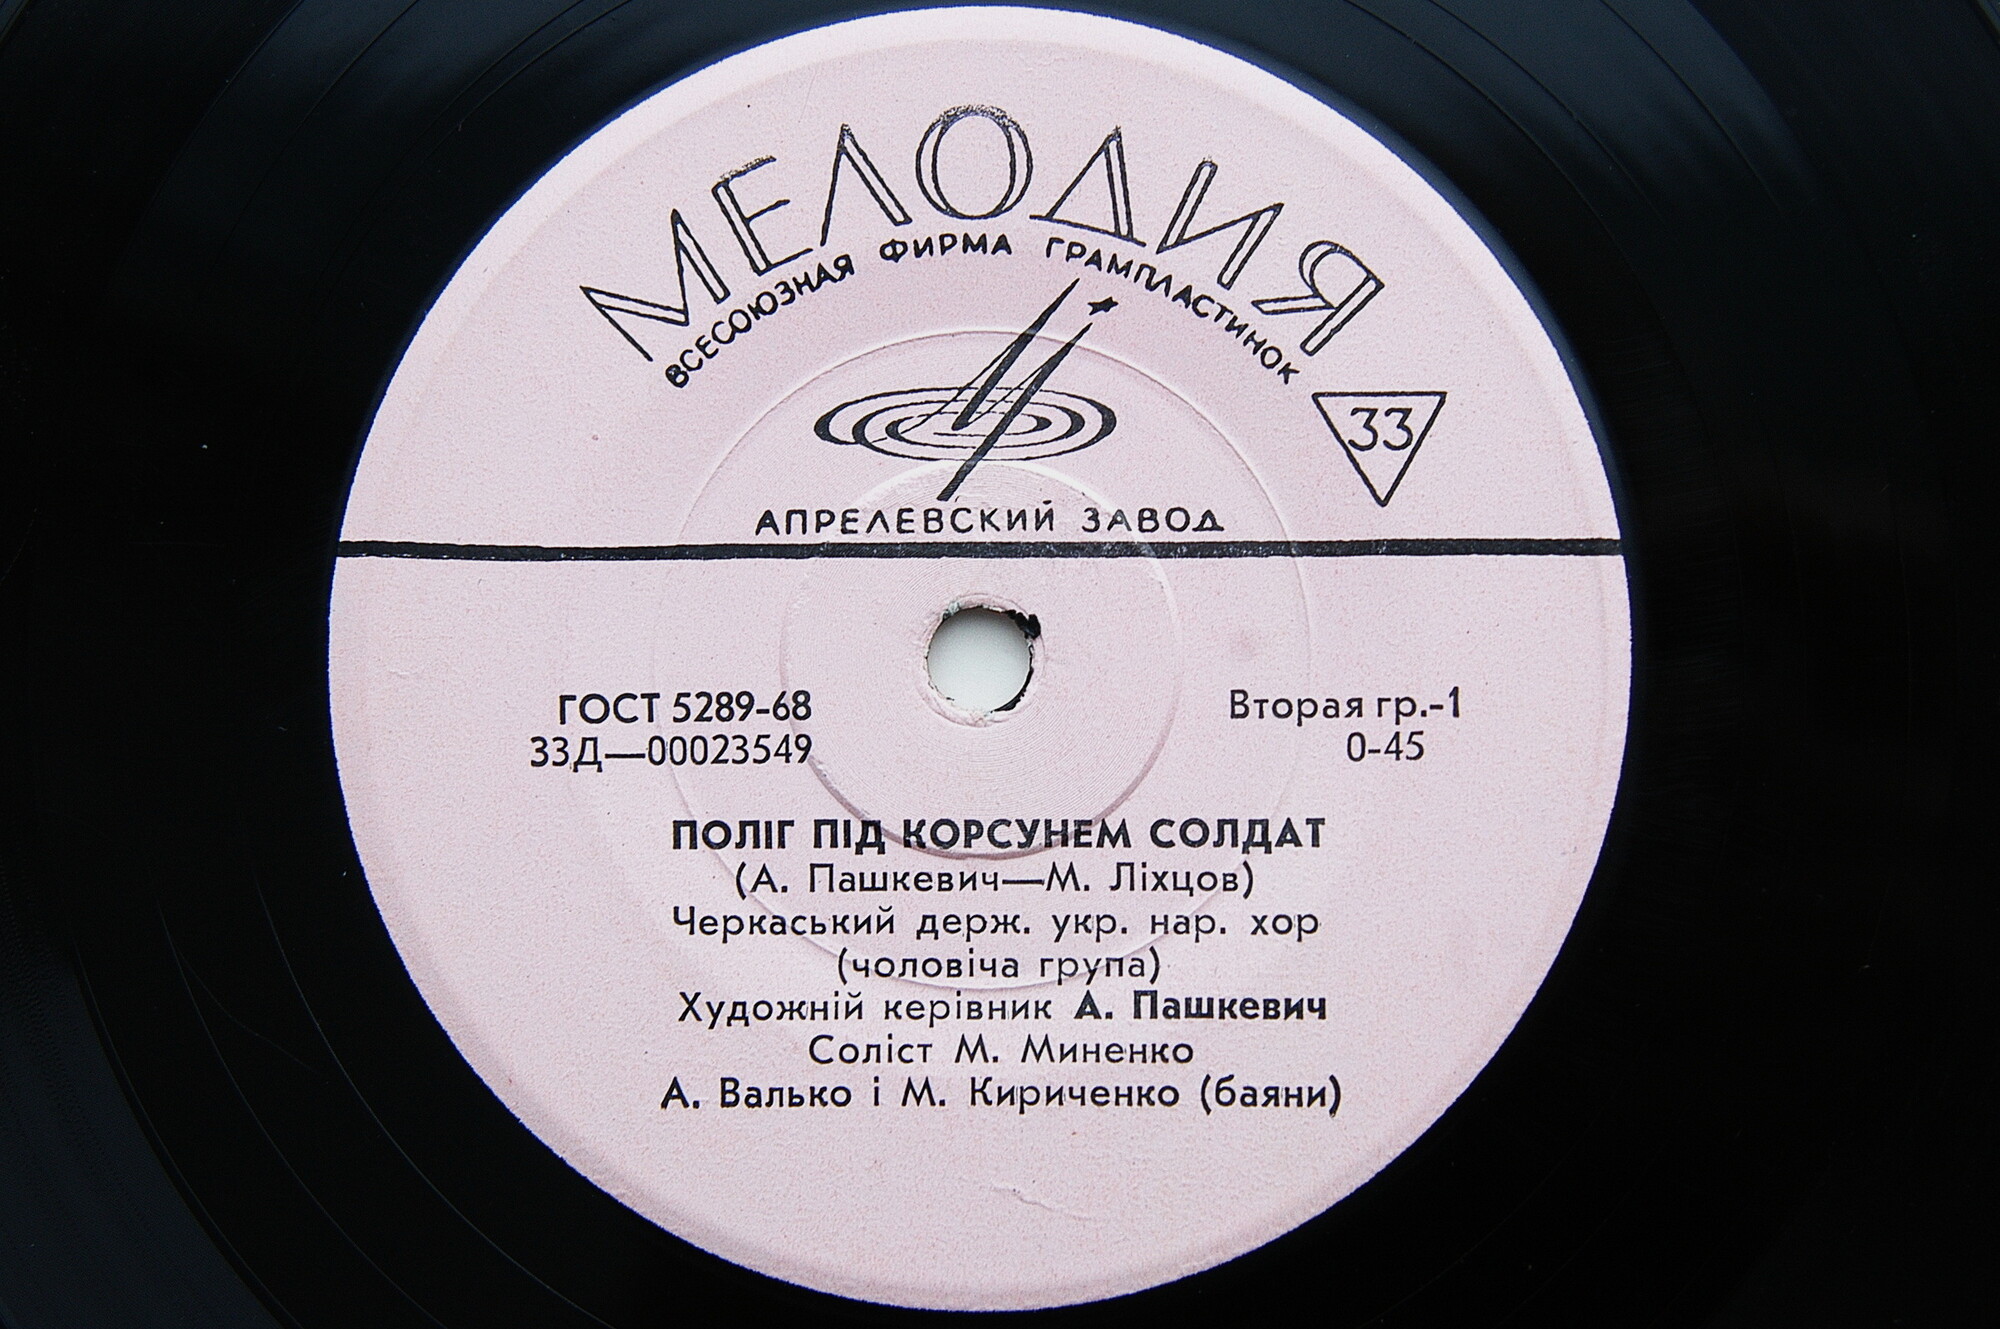 МЕЛОДИЯ
ВСЕСОЮЗНАЯ ФИРМА ГРАМПЛАСТИНОК
33
АПРЕЛЕВСКИЙ ЗАВОД
ГОСТ 5289-68
33Д—00023549
Вторая гр.-1
0-45
ПОЛІГ ПІД КОРСУНЕМ СОЛДАТ
(А. Пашкевич—М. Ліхцов)
Черкаський держ. укр. нар. хор
(чоловіча група)
Художній керівник А. Пашкевич
Соліст М. Миненко
А. Валько і М. Кириченко (баяни)